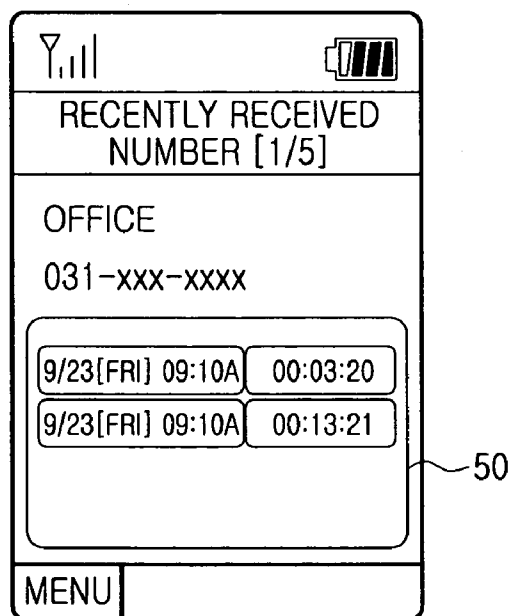 RECENTLY RECEIVED
NUMBER [1/5]
OFFICE
031-xxx-xxxx
9/23[FRI] 09:10A 00:03:20
9/23[FRI] 09:10A 00:13:21
50
MENU